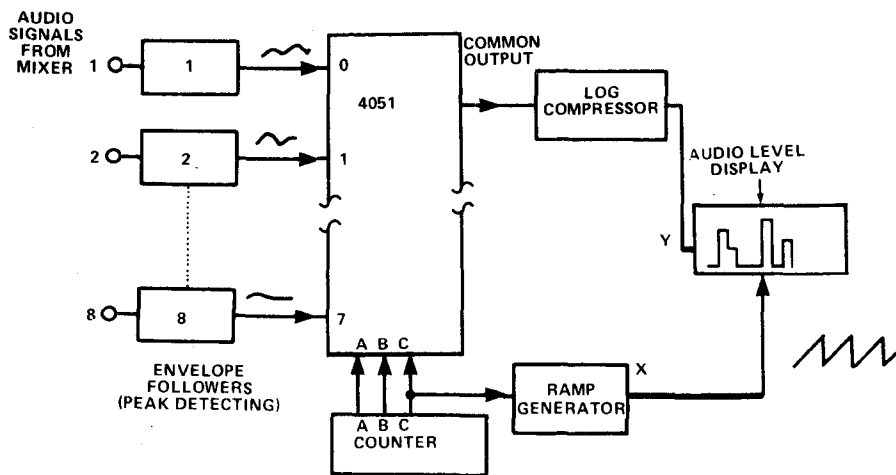 AUDIO
SIGNALS
FROM
MIXER
1
1
0
2
2
1
8
8
7
ENVELOPE
FOLLOWERS
(PEAK DETECTING)
4051
A B C
A B C
COUNTER
COMMON
OUTPUT
LOG
COMPRESSOR
AUDIO LEVEL
DISPLAY
Y
X
RAMP
GENERATOR